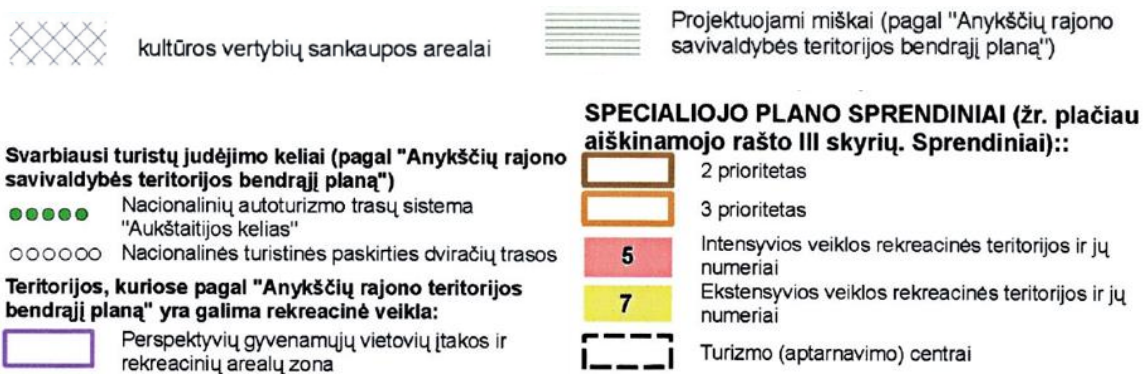 kultūros vertybių sankaupos arealai
Projektuojami miškai (pagal "Anykščių rajono
savivaldybės teritorijos bendrąjį planą")
Svarbiausi turistų judėjimo keliai (pagal "Anykščių rajono
savivaldybės teritorijos bendrąjį planą")
Nacionalinių autoturizmo trasų sistema
"Aukštaitijos kelias"
Nacionalinės turistinės paskirties dviračių trasos
Teritorijos, kuriose pagal "Anykščių rajono teritorijos
bendrąjį planą" yra galima rekreacinė veikla:
Perspektyvių gyvenamųjų vietovių įtakos ir
rekreacinių arealų zona
SPECIALIOJO PLANO SPRENDINIAI (žr. plačiau
aiškinamojo rašto III skyrių. Sprendiniai)::
2 prioritetas
3 prioritetas
5 Intensyvios veiklos rekreacinės teritorijos ir jų
numeriai
7 Ekstensyvios veiklos rekreacinės teritorijos ir jų
numeriai
Turizmo (aptarnavimo) centrai